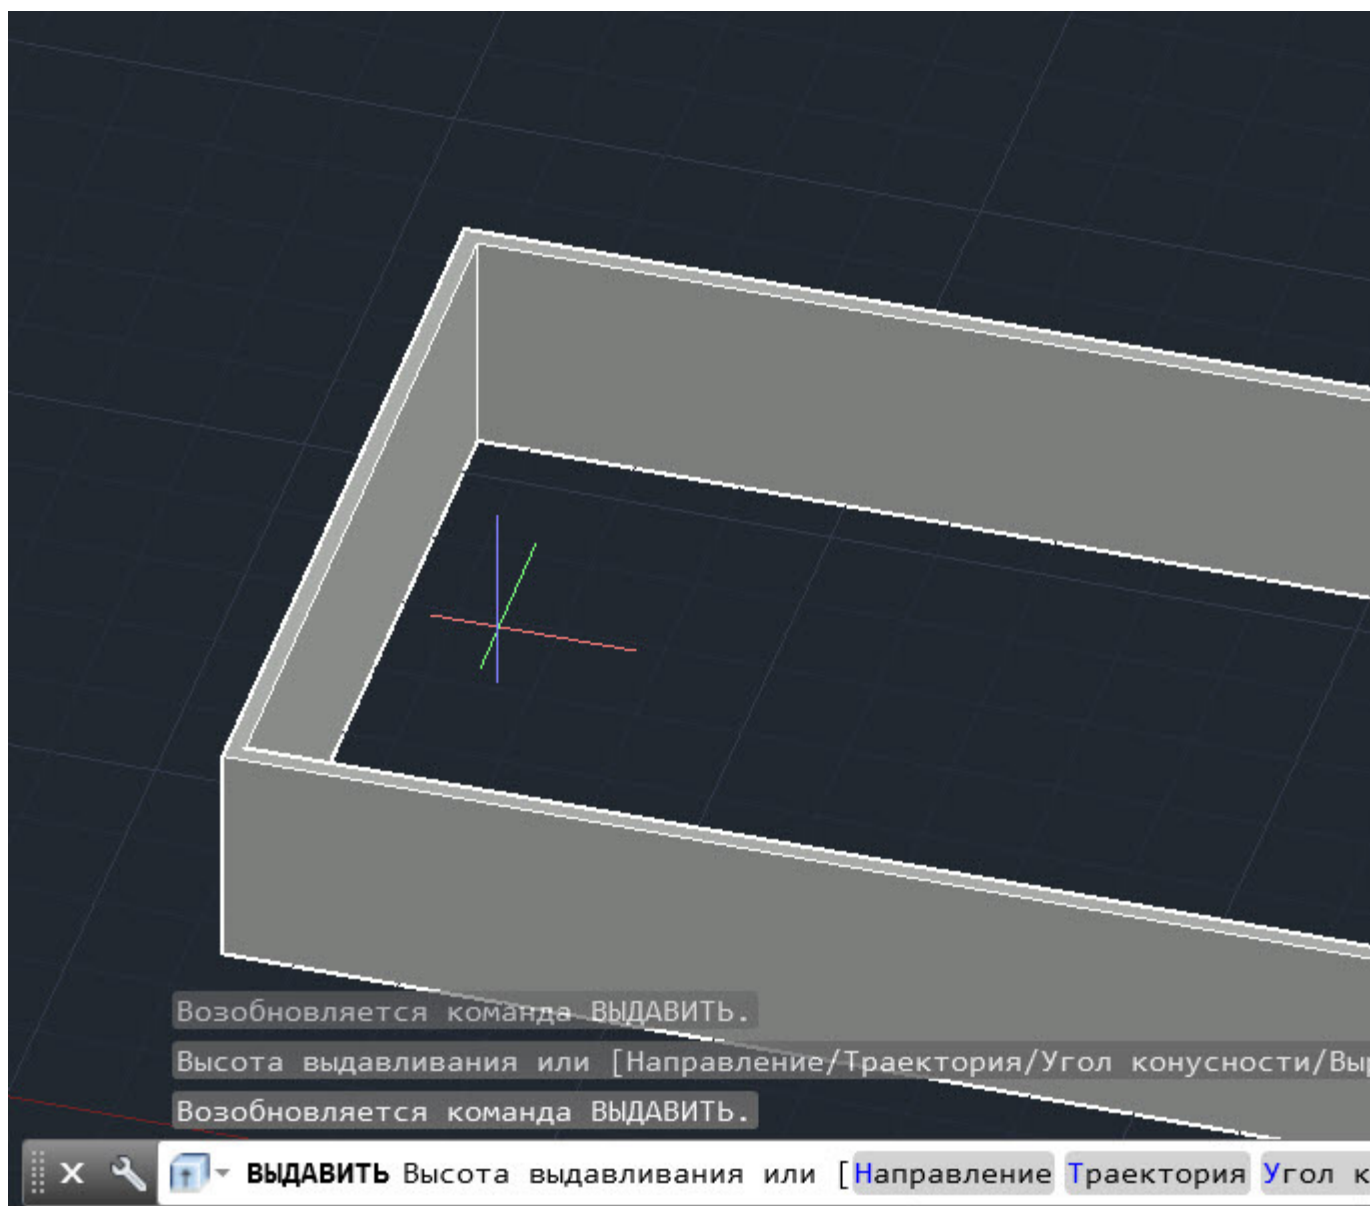 Возобновляется команда ВЫДАВИТЬ.
Высота выдавливания или [Направление/Траектория/Угол конусности/Выр
Возобновляется команда ВЫДАВИТЬ.
ВЫДАВИТЬ Высота выдавливания или [Направление Траектория Угол к